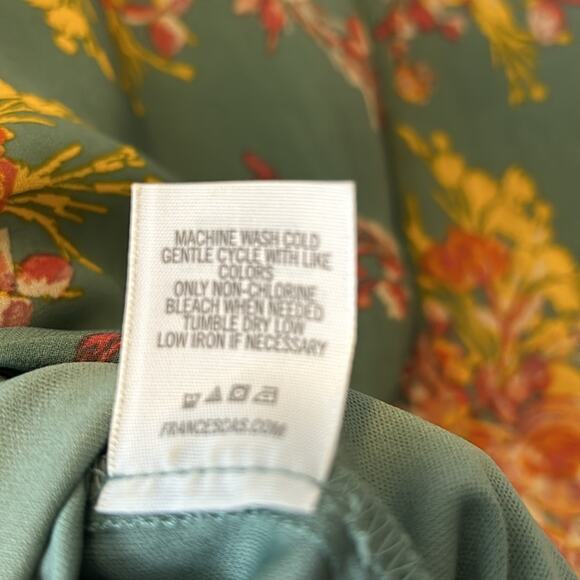 MACHINE WASH COLD
GENTLE CYCLE WITH LIKE
COLORS
ONLY NON-CHLORINE
BLEACH WHEN NEEDED
TUMBLE DRY LOW
LOW IRON IF NECESSARY
FRANCESCAS.COM